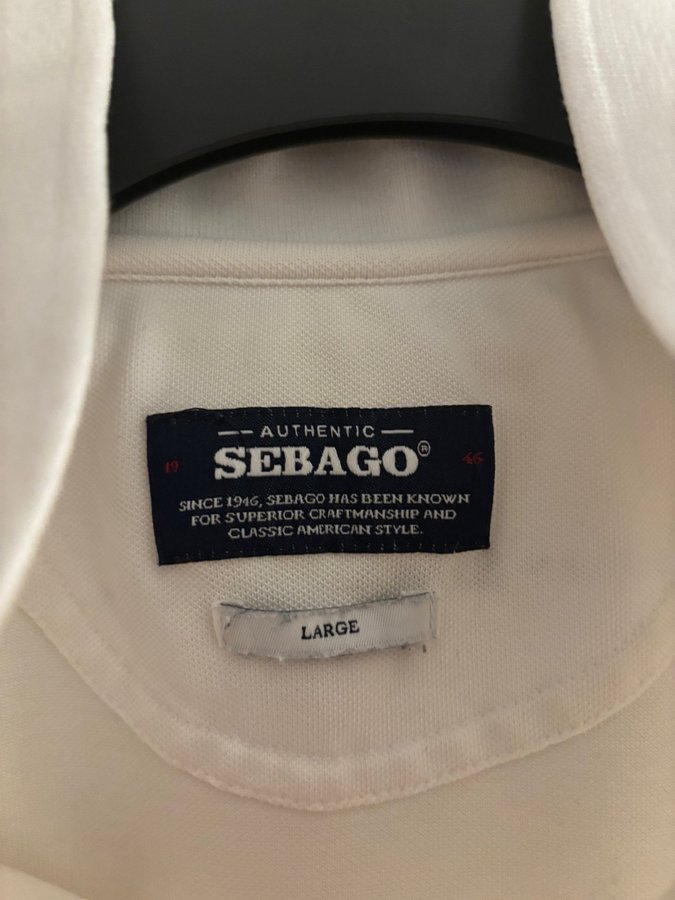 AUTHENTIC
19 SEBAGO® 46
SINCE 1946, SEBAGO HAS BEEN KNOWN
FOR SUPERIOR CRAFTMANSHIP AND
CLASSIC AMERICAN STYLE.
LARGE